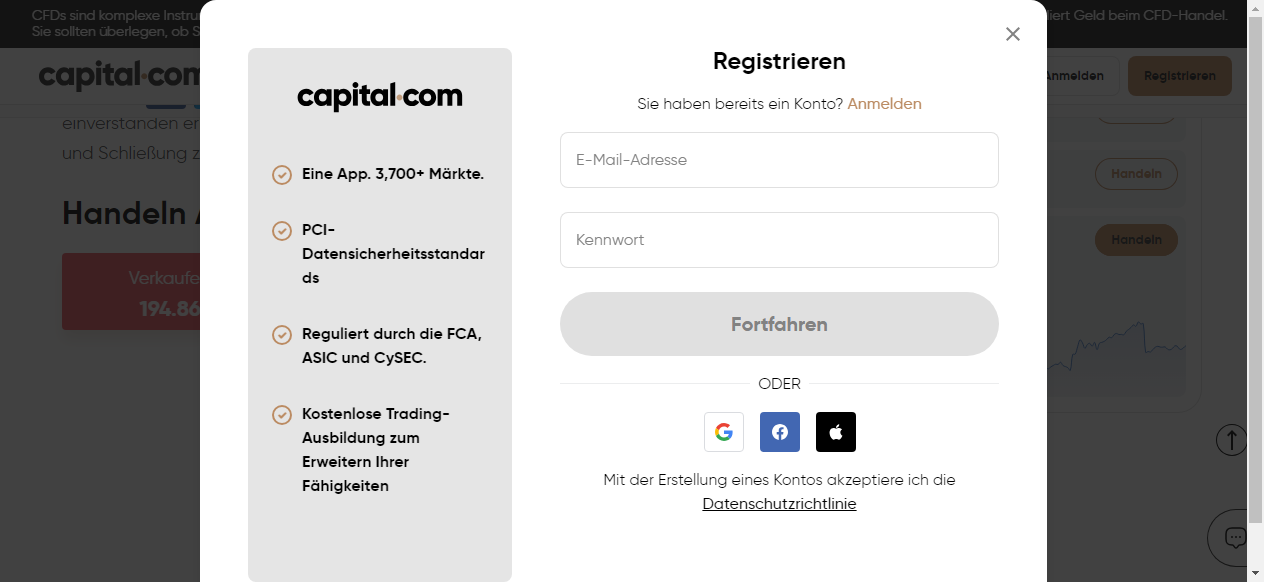 CFDs sind komplexe Instru
iert Geld beim CFD-Handel.
Sie sollten überlegen, ob S
capital.com
Anmelden
Registrieren
einverstanden er
und Schließung z
Handeln
Verkaufe
194.86
capital.com
Eine App. 3,700+ Märkte.
PCI-
Datensicherheitsstandar
ds
Reguliert durch die FCA,
ASIC und CySEC.
Kostenlose Trading-
Ausbildung zum
Erweitern Ihrer
Fähigkeiten
Registrieren
Sie haben bereits ein Konto? Anmelden
E-Mail-Adresse
Kennwort
Fortfahren
ODER
Mit der Erstellung eines Kontos akzeptiere ich die
Datenschutzrichtlinie
Handeln
Handeln